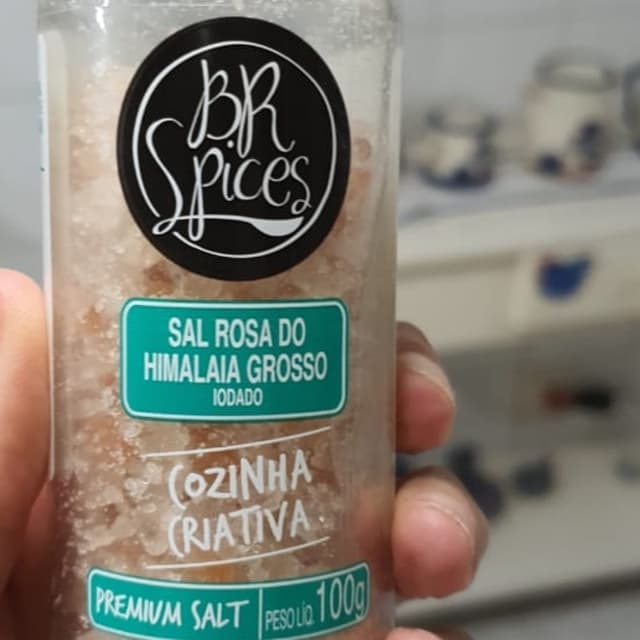 BR
Spices
SAL ROSA DO
HIMALAIA GROSSO
IODADO
COZINHA
CRIATIVA
PREMIUM SALT PESO LÍQ. 100g